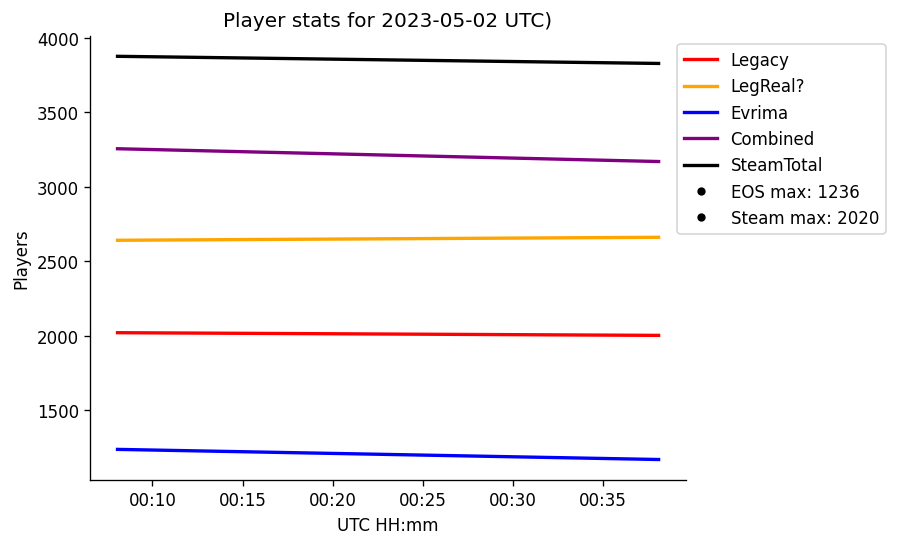 Player stats for 2023-05-02 UTC)
4000
3500
3000
2500
2000
1500
Players
00:10 00:15 00:20 00:25 00:30 00:35
UTC HH:mm
Legacy
LegReal?
Evrima
Combined
SteamTotal
EOS max: 1236
Steam max: 2020